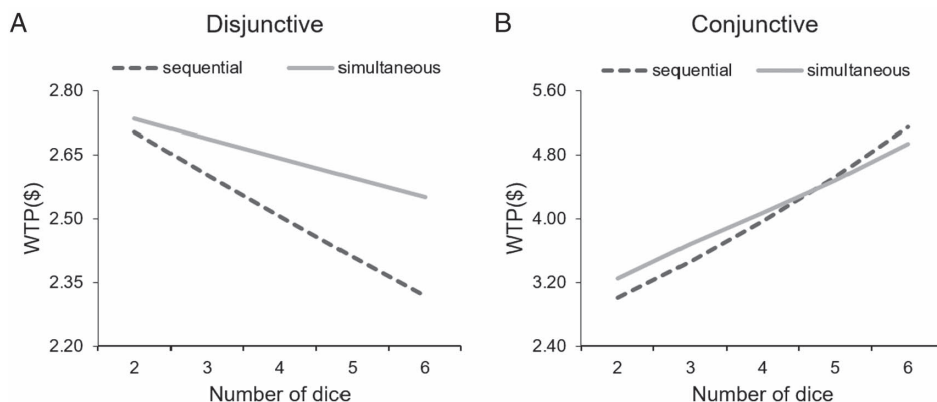 A
Disjunctive
sequential
simultaneous
2.80
2.65
2.50
2.35
2.20
WTP($)
2 3 4 5 6
Number of dice
B
Conjunctive
sequential
simultaneous
5.60
4.80
4.00
3.20
2.40
WTP($)
2 3 4 5 6
Number of dice